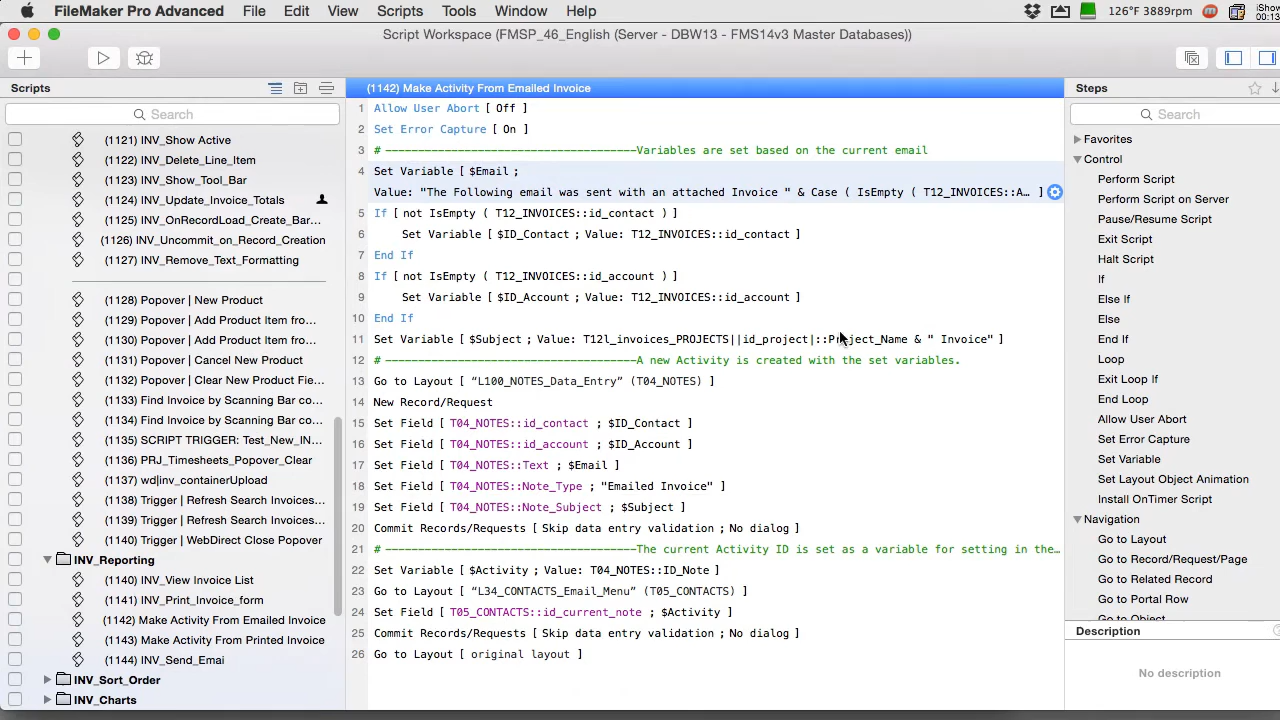 FileMaker Pro Advanced File Edit View Scripts Tools Window Help 126°F 3889rpm iShow
Script Workspace (FMSP_46_English (Server - DBW13 - FMS14v3 Master Databases))
Scripts
Search
(1121) INV_Show Active
(1122) INV_Delete_Line_Item
(1123) INV_Show_Tool_Bar
(1124) INV_Update_Invoice_Totals
(1125) INV_OnRecordLoad_Create_Bar...
(1126) INV_Uncommit_on_Record_Creation
(1127) INV_Remove_Text_Formatting
(1128) Popover | New Product
(1129) Popover | Add Product Item fro...
(1130) Popover | Add Product Item fro...
(1131) Popover | Cancel New Product
(1132) Popover | Clear New Product Fie...
(1133) Find Invoice by Scanning Bar co...
(1134) Find Invoice by Scanning Bar co...
(1135) SCRIPT TRIGGER: Test_New_IN...
(1136) PRJ_Timesheets_Popover_Clear
(1137) wd|inv_containerUpload
(1138) Trigger | Refresh Search Invoices...
(1139) Trigger | Refresh Search Invoices...
(1140) Trigger | WebDirect Close Popover
INV_Reporting
(1140) INV_View Invoice List
(1141) INV_Print_Invoice_form
(1142) Make Activity From Emailed Invoice
(1143) Make Activity From Printed Invoice
(1144) INV_Send_Emai
INV_Sort_Order
INV_Charts
(1142) Make Activity From Emailed Invoice
1 Allow User Abort [ Off ]
2 Set Error Capture [ On ]
3 # ------------------------------------Variables are set based on the current email
4 Set Variable [ $Email ;
Value: "The Following email was sent with an attached Invoice " & Case ( IsEmpty ( T12_INVOICES::A... ]
5 If [ not IsEmpty ( T12_INVOICES::id_contact ) ]
6 Set Variable [ $ID_Contact ; Value: T12_INVOICES::id_contact ]
7 End If
8 If [ not IsEmpty ( T12_INVOICES::id_account ) ]
9 Set Variable [ $ID_Account ; Value: T12_INVOICES::id_account ]
10 End If
11 Set Variable [ $Subject ; Value: T12l_invoices_PROJECTS||id_project|::Project_Name & " Invoice" ]
12 # ------------------------------------A new Activity is created with the set variables.
13 Go to Layout [ “L100_NOTES_Data_Entry” (T04_NOTES) ]
14 New Record/Request
15 Set Field [ T04_NOTES::id_contact ; $ID_Contact ]
16 Set Field [ T04_NOTES::id_account ; $ID_Account ]
17 Set Field [ T04_NOTES::Text ; $Email ]
18 Set Field [ T04_NOTES::Note_Type ; "Emailed Invoice" ]
19 Set Field [ T04_NOTES::Note_Subject ; $Subject ]
20 Commit Records/Requests [ Skip data entry validation ; No dialog ]
21 # ------------------------------------The current Activity ID is set as a variable for setting in the…
22 Set Variable [ $Activity ; Value: T04_NOTES::ID_Note ]
23 Go to Layout [ “L34_CONTACTS_Email_Menu” (T05_CONTACTS) ]
24 Set Field [ T05_CONTACTS::id_current_note ; $Activity ]
25 Commit Records/Requests [ Skip data entry validation ; No dialog ]
26 Go to Layout [ original layout ]
Steps
Search
Favorites
Control
Perform Script
Perform Script on Server
Pause/Resume Script
Exit Script
Halt Script
If
Else If
Else
End If
Loop
Exit Loop If
End Loop
Allow User Abort
Set Error Capture
Set Variable
Set Layout Object Animation
Install OnTimer Script
Navigation
Go to Layout
Go to Record/Request/Page
Go to Related Record
Go to Portal Row
Go to Object
Description
No description